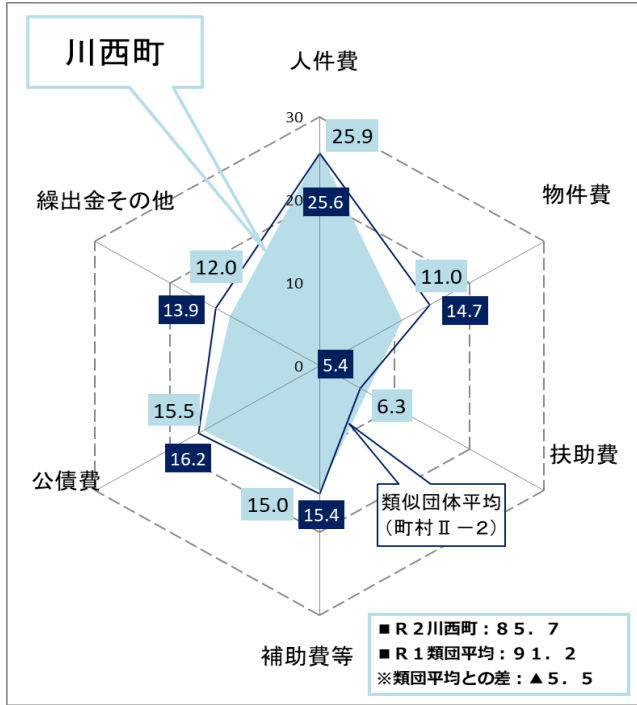 川西町
人件費
30
25.9
繰出金その他
物件費
20
25.6
12.0
11.0
13.9
10
14.7
0
5.4
6.3
15.5
扶助費
16.2
公債費
15.0
15.4
類似団体平均
（町村Ⅱ－2）
補助費等
■R2川西町：85．7
■R1類団平均：91．2
※類団平均との差：▲5．5